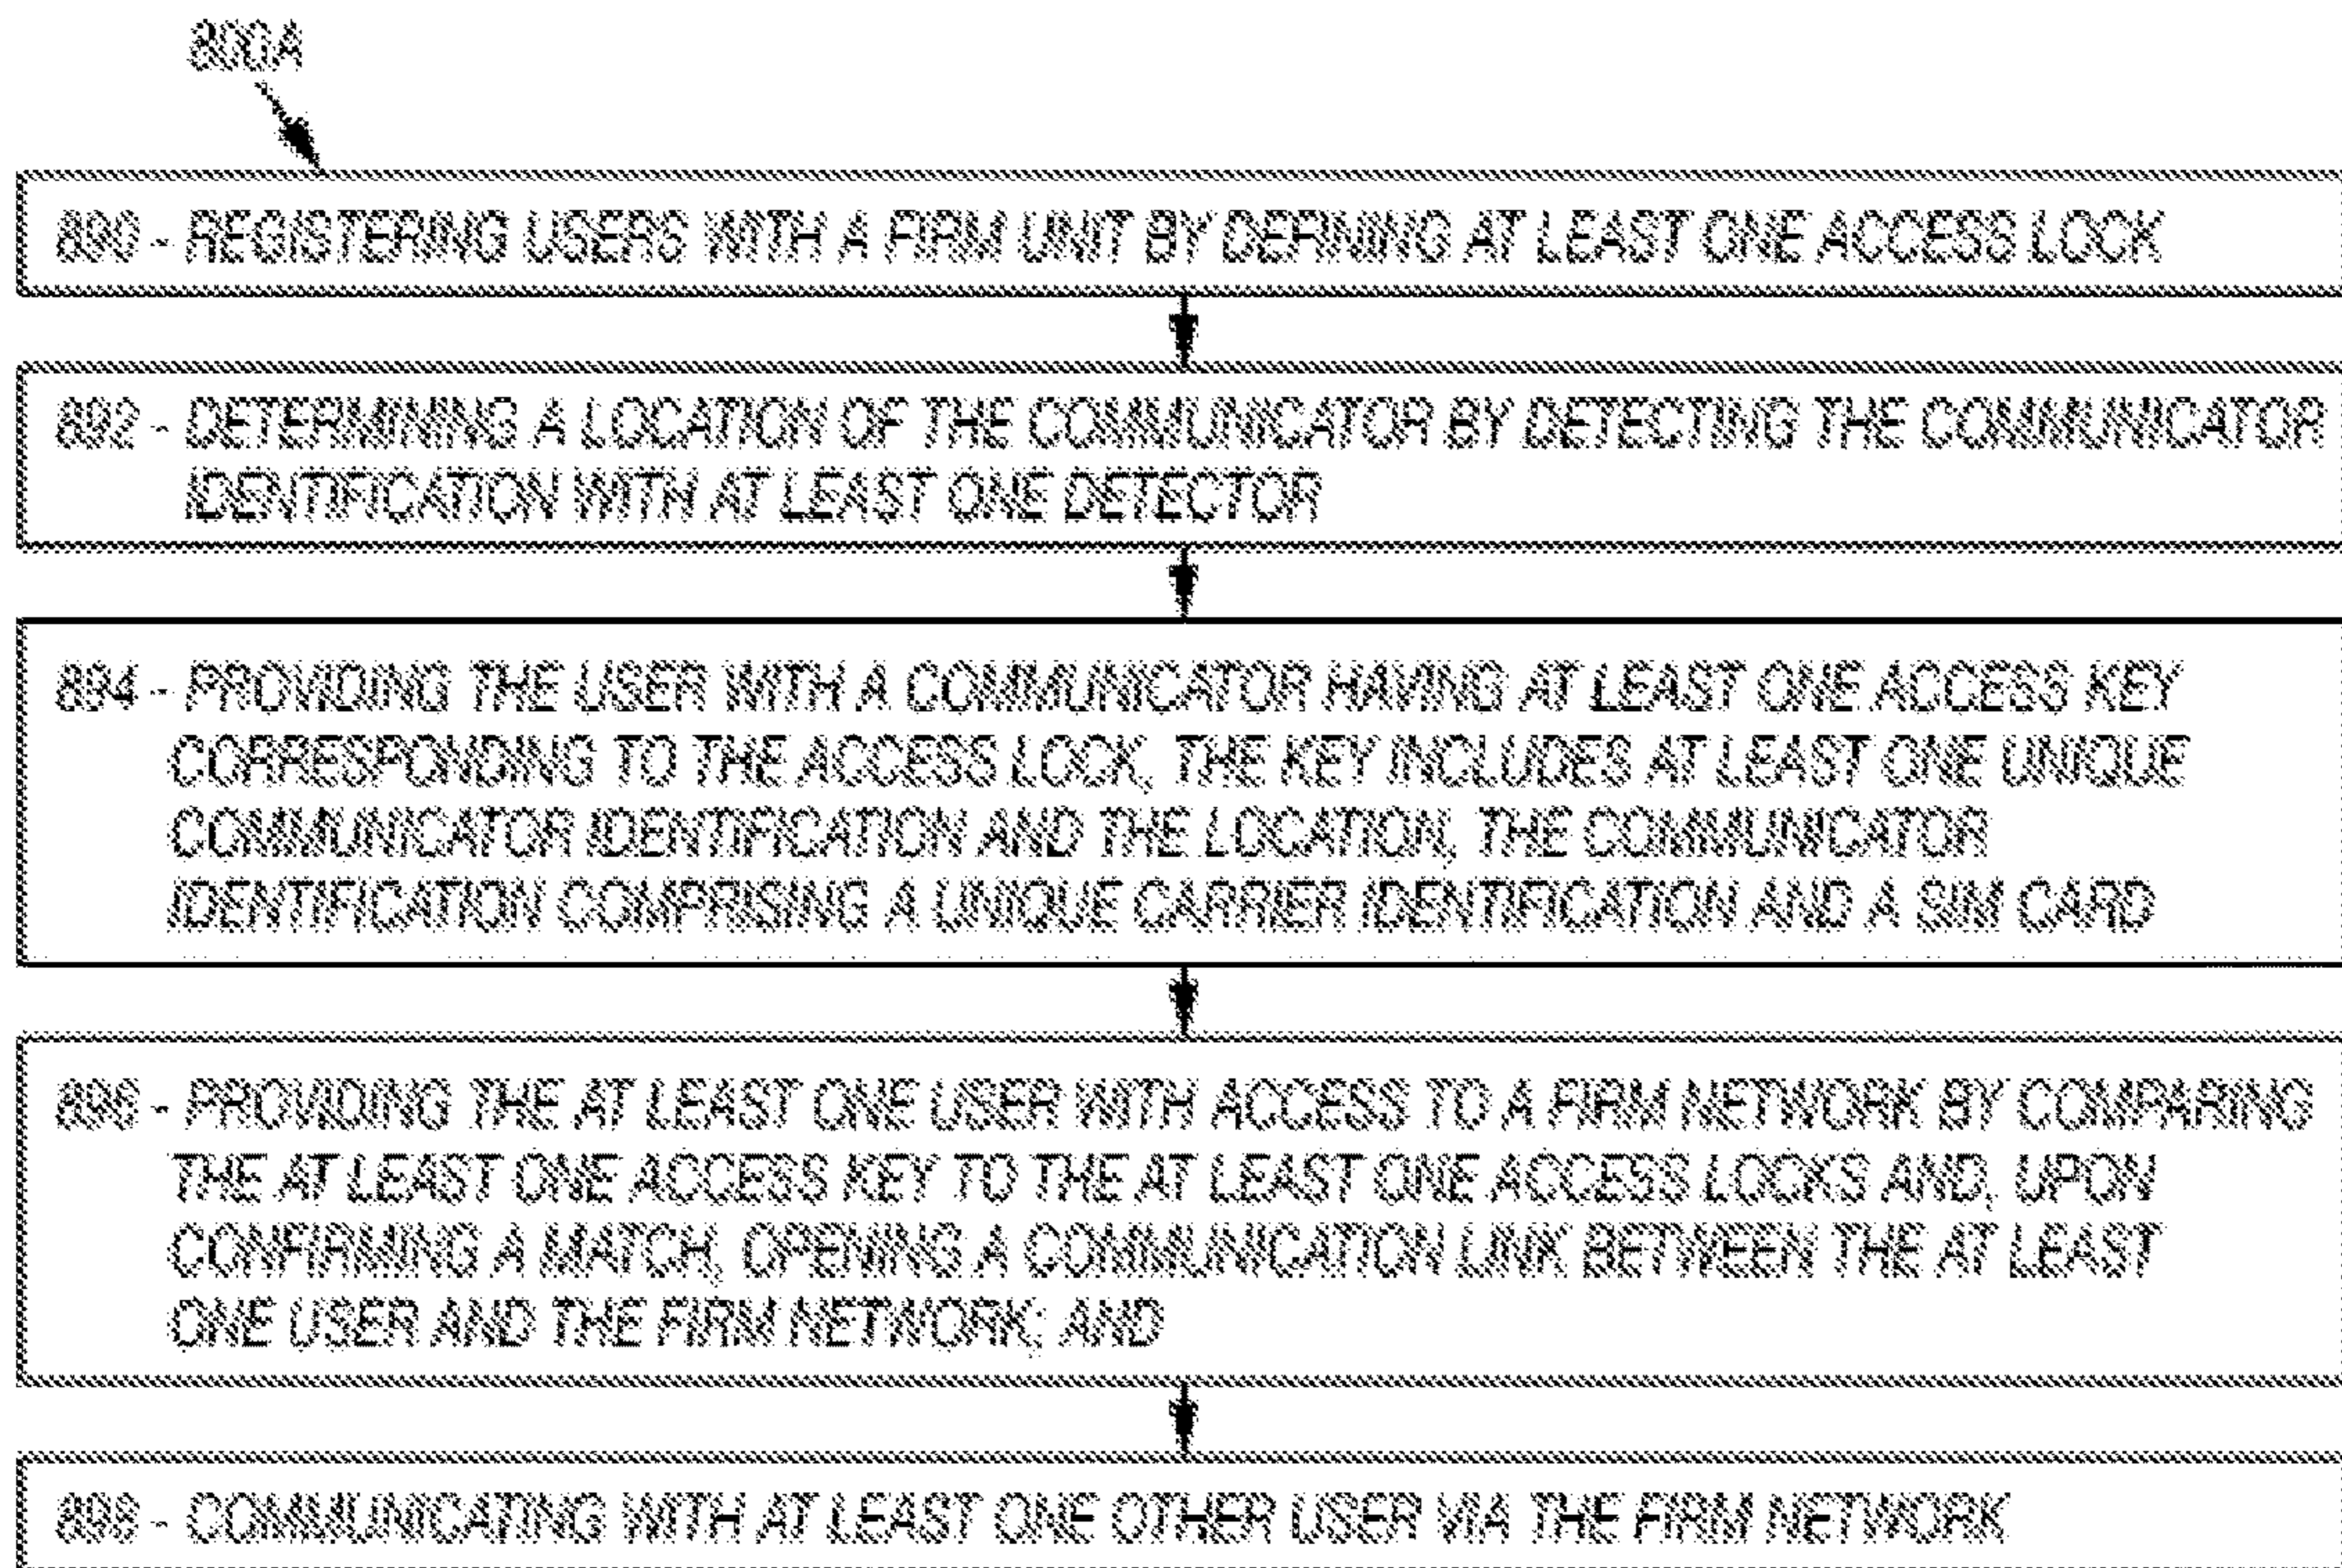 800A
890 - REGISTERING USERS WITH A FIRM UNIT BY DEFINING AT LEAST ONE ACCESS LOCK
892 - DETERMINING A LOCATION OF THE COMMUNICATOR BY DETECTING THE COMMUNICATOR
IDENTIFICATION WITH AT LEAST ONE DETECTOR
894 - PROVIDING THE USER WITH A COMMUNICATOR HAVING AT LEAST ONE ACCESS KEY
CORRESPONDING TO THE ACCESS LOCK, THE KEY INCLUDES AT LEAST ONE UNIQUE
COMMUNICATOR IDENTIFICATION AND THE LOCATION, THE COMMUNICATOR
IDENTIFICATION COMPRISING A UNIQUE CARRIER IDENTIFICATION AND A SIM CARD
896 - PROVIDING THE AT LEAST ONE USER WITH ACCESS TO A FIRM NETWORK BY COMPARING
THE AT LEAST ONE ACCESS KEY TO THE AT LEAST ONE ACCESS LOCKS AND, UPON
CONFIRMING A MATCH, OPENING A COMMUNICATION LINK BETWEEN THE AT LEAST
ONE USER AND THE FIRM NETWORK; AND
898 - COMMUNICATING WITH AT LEAST ONE OTHER USER VIA THE FIRM NETWORK